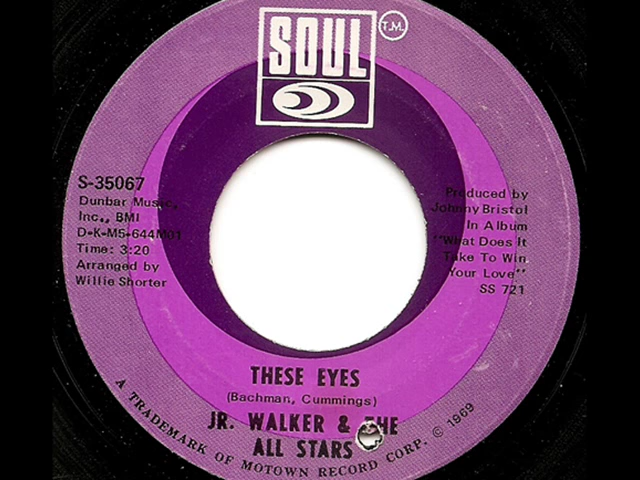 SOUL
T.M.
S-35067
Dunbar Music,
Inc., BMI
D-K-M5-644M01
Time: 3:20
Arranged by
Willie Shorter
Produced by
Johnny Bristol
In Album
"What Does It
Take To Win
Your Love"
SS 721
THESE EYES
(Bachman, Cummings)
JR. WALKER & THE
ALL STARS
A TRADEMARK OF MOTOWN RECORD CORP. © 1969